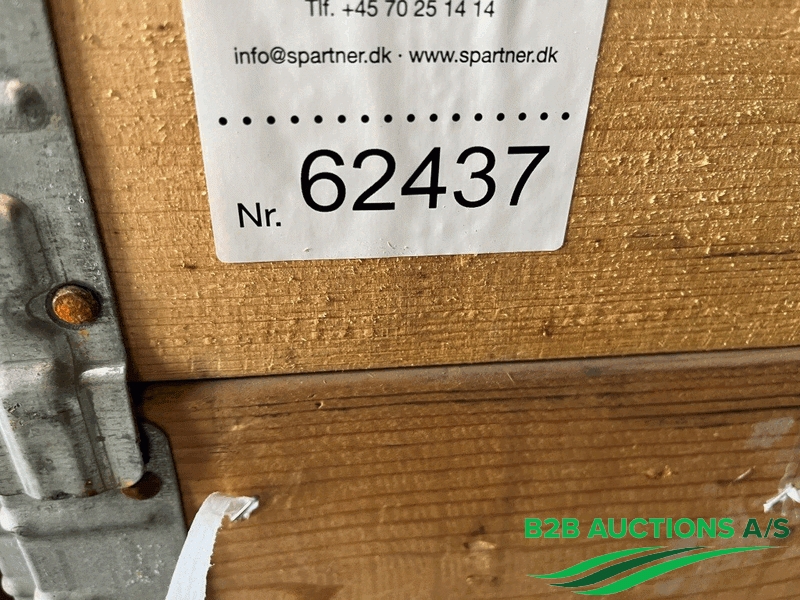 Tlf. +45 70 25 14 14
info@spartner.dk · www.spartner.dk
Nr. 62437
B2B AUCTIONS A/S